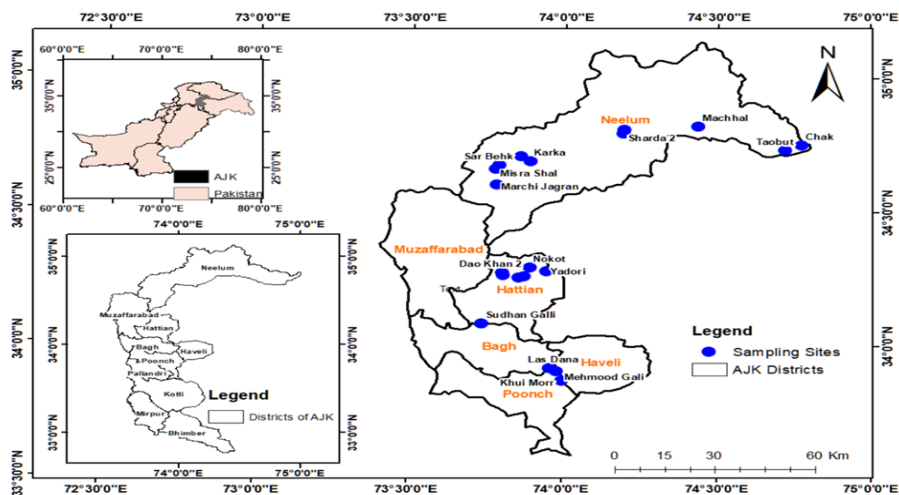 72°30'0"E 73°0'0"E 73°30'0"E 74°0'0"E 74°30'0"E 75°0'0"E
60°0'0"E 70°0'0"E 80°0'0"E
35°0'0"N
25°0'0"N
35°0'0"N
25°0'0"N
AJK
Pakistan
60°0'0"E 70°0'0"E 80°0'0"E
74°0'0"E 75°0'0"E
35°0'0"N
34°0'0"N
33°0'0"N
35°0'0"N
34°0'0"N
33°0'0"N
Neelum
Muzaffarabad
Hattian
Bagh
Haveli
Poonch
Pallandri
Kotli
Mirpur
Bhimber
Legend
Districts of AJK
74°0'0"E 75°0'0"E
N
Neelum
Machhal
Sharda 2
Taobut
Chak
Karka
Sar Behk
Misra Shal
Marchi Jagran
Muzaffarabad
Nokot
Dao Khan 2
Yadori
Hattian
Sudhan Galli
Bagh
Las Dana
Haveli
Khui Morr
Mehmood Gali
Poonch
Legend
Sampling Sites
AJK Districts
0 15 30 60 Km
35°0'0"N
34°30'0"N
34°0'0"N
33°30'0"N
35°0'0"N
34°30'0"N
34°0'0"N
33°30'0"N
72°30'0"E 73°0'0"E 73°30'0"E 74°0'0"E 74°30'0"E 75°0'0"E